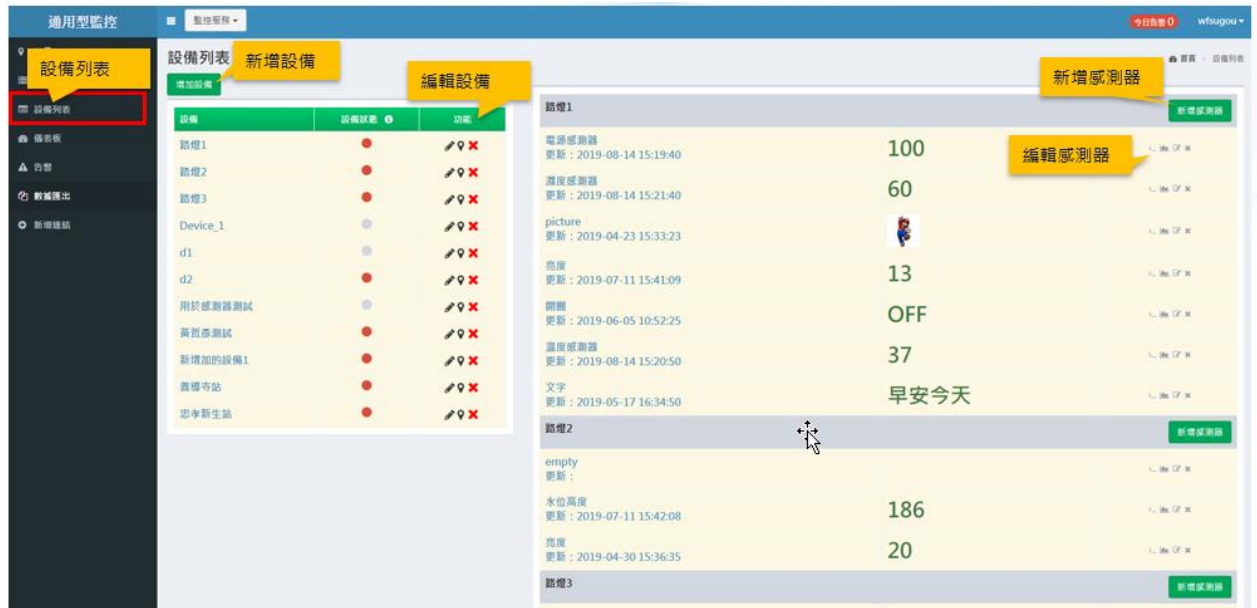 通用型監控
監控服務
今日告警 0
wfsugou
設備列表
設備列表
儀表板
告警
數據匯出
新增鏈結
設備列表
新增設備
增加設備
編輯設備
首頁 > 設備列表
新增感測器
設備 設備狀態 功能
路燈1
路燈2
路燈3
Device_1
d1
d2
用於感測器測試
黃哲彥測試
新增加的設備1
善導寺站
忠孝新生站
路燈1 新增感測器
電源感測器
更新：2019-08-14 15:19:40
100
編輯感測器
濕度感測器
更新：2019-08-14 15:21:40
60
picture
更新：2019-04-23 15:33:23
亮度
更新：2019-07-11 15:41:09
13
開關
更新：2019-06-05 10:52:25
OFF
溫度感測器
更新：2019-08-14 15:20:50
37
文字
更新：2019-05-17 16:34:50
早安今天
路燈2 新增感測器
empty
更新：
水位高度
更新：2019-07-11 15:42:08
186
亮度
更新：2019-04-30 15:36:35
20
路燈3 新增感測器